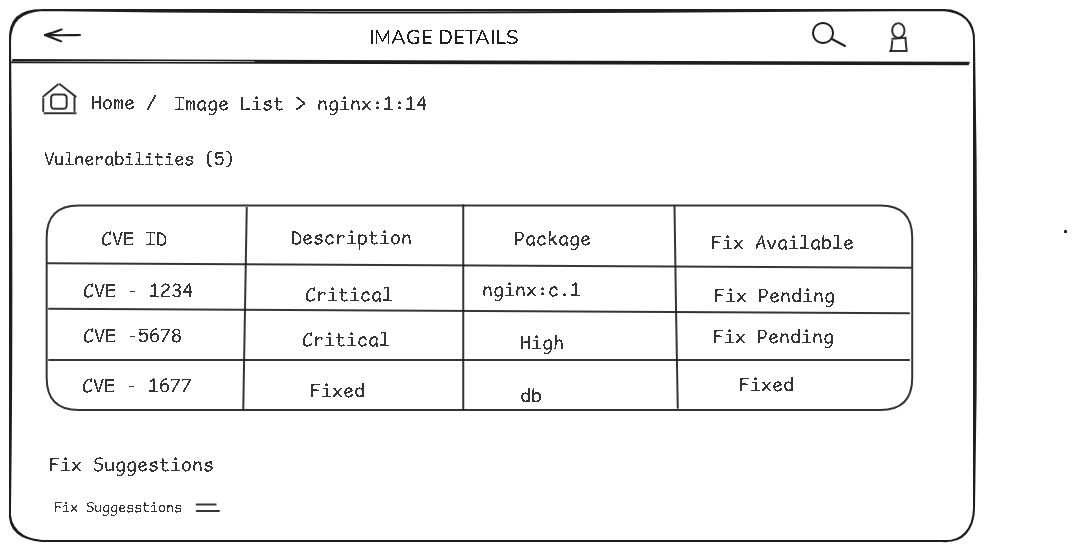 IMAGE DETAILS
Home / Image List > nginx:1:14
Vulnerabilities (5)
CVE ID Description Package Fix Available
CVE - 1234 Critical nginx:c.1 Fix Pending
CVE -5678 Critical High Fix Pending
CVE - 1677 Fixed db Fixed
Fix Suggestions
Fix Suggesstions